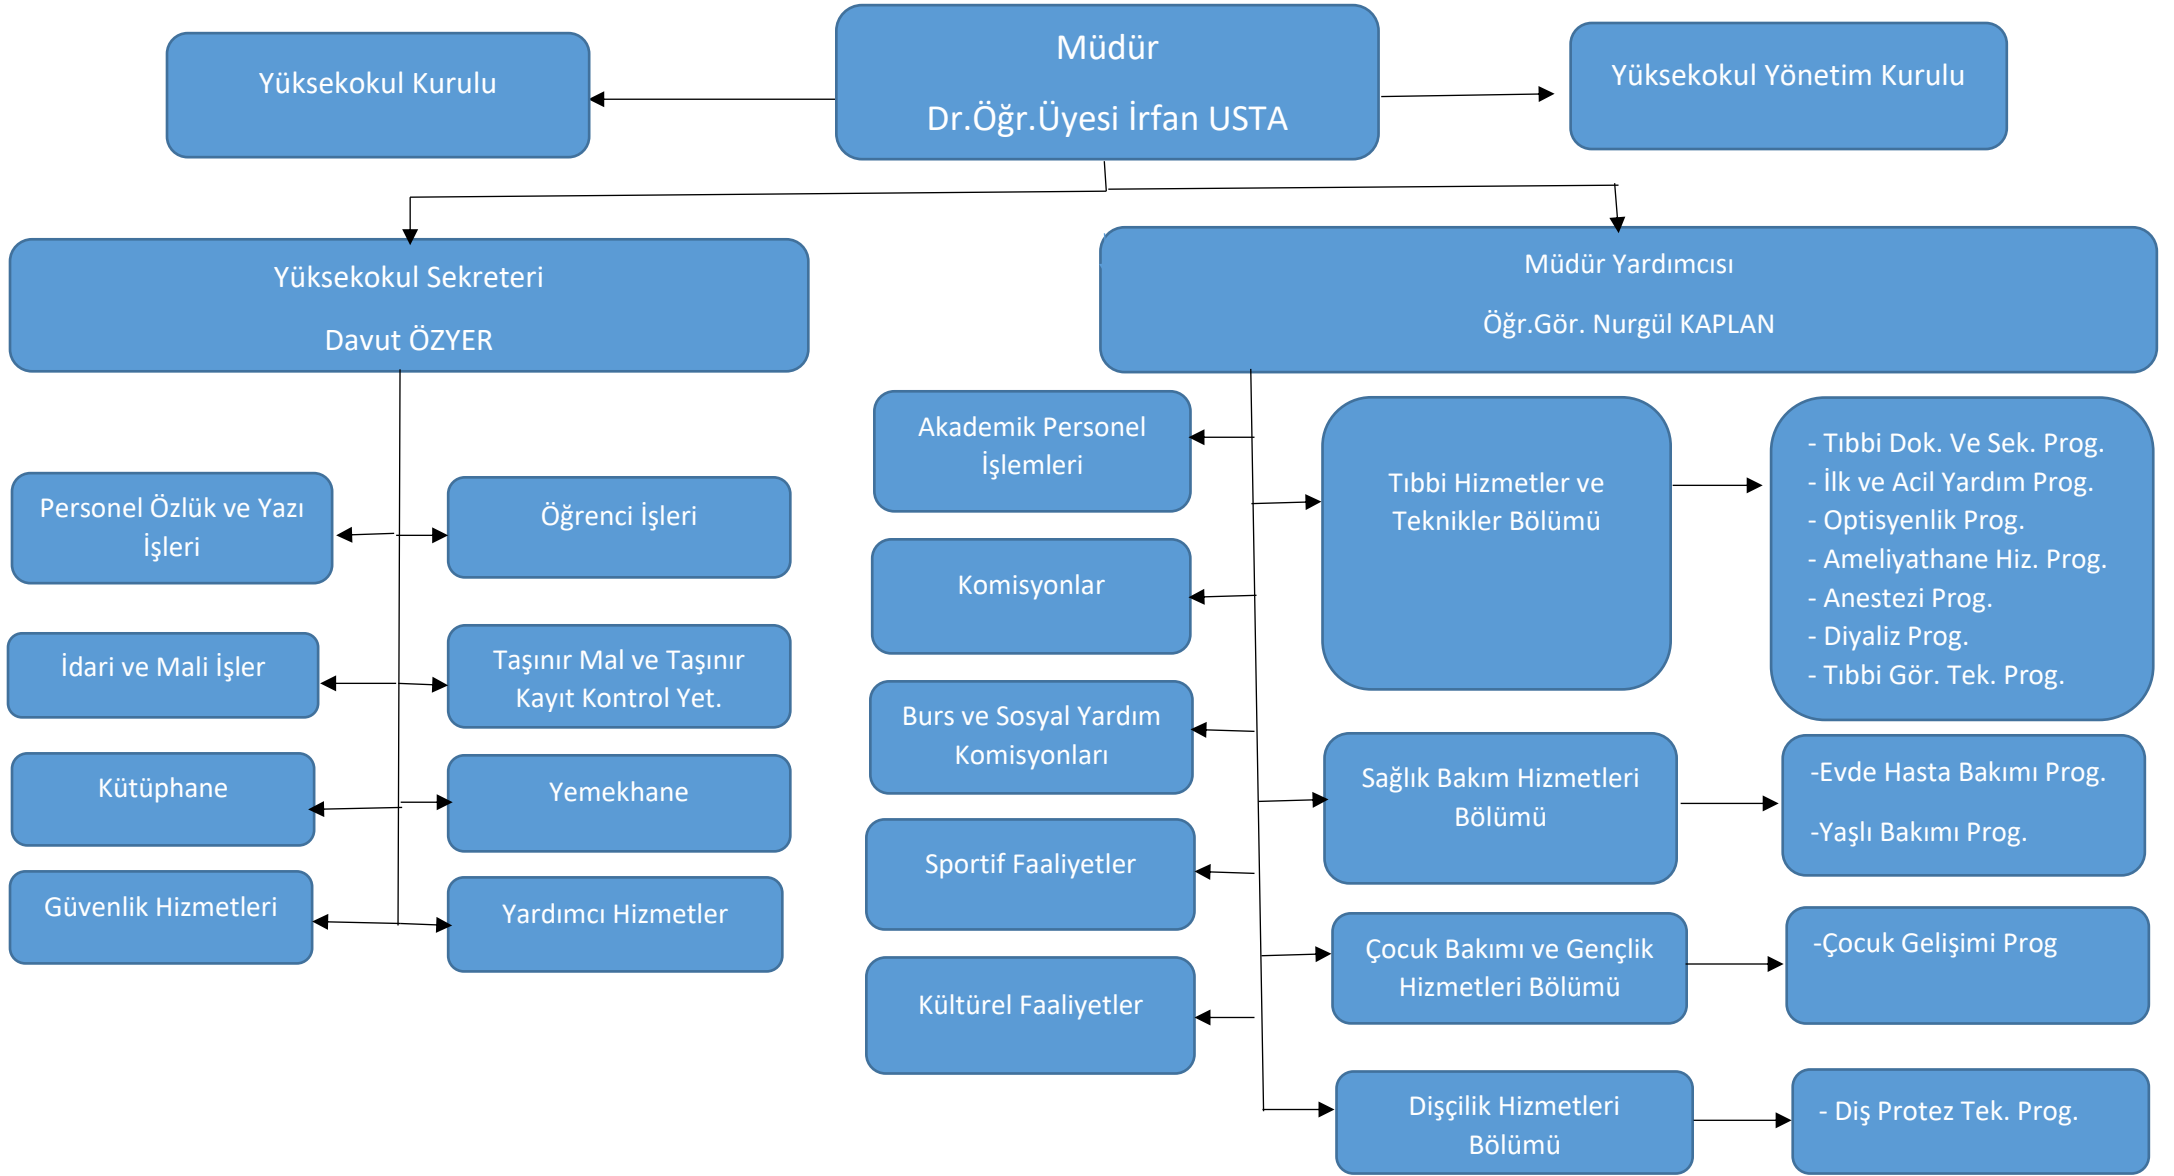 Yüksekokul Kurulu
Müdür
Dr.Öğr.Üyesi İrfan USTA
Yüksekokul Yönetim Kurulu
Yüksekokul Sekreteri
Davut ÖZYER
Müdür Yardımcısı
Öğr.Gör. Nurgül KAPLAN
Personel Özlük ve Yazı
İşleri
Öğrenci İşleri
İdari ve Mali İşler
Taşınır Mal ve Taşınır
Kayıt Kontrol Yet.
Kütüphane
Yemekhane
Güvenlik Hizmetleri
Yardımcı Hizmetler
Akademik Personel
İşlemleri
Komisyonlar
Burs ve Sosyal Yardım
Komisyonları
Sportif Faaliyetler
Kültürel Faaliyetler
Tıbbi Hizmetler ve
Teknikler Bölümü
- Tıbbi Dok. Ve Sek. Prog.
- İlk ve Acil Yardım Prog.
- Optisyenlik Prog.
- Ameliyathane Hiz. Prog.
- Anestezi Prog.
- Diyaliz Prog.
- Tıbbi Gör. Tek. Prog.
Sağlık Bakım Hizmetleri
Bölümü
-Evde Hasta Bakımı Prog.
-Yaşlı Bakımı Prog.
Çocuk Bakımı ve Gençlik
Hizmetleri Bölümü
-Çocuk Gelişimi Prog
Dişçilik Hizmetleri
Bölümü
- Diş Protez Tek. Prog.